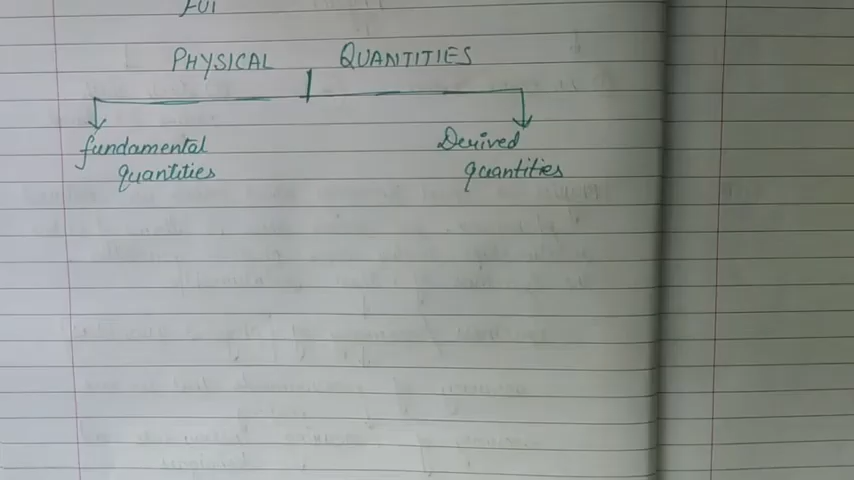 PHYSICAL QUANTITIES
fundamental
quantities
Derived
quantities